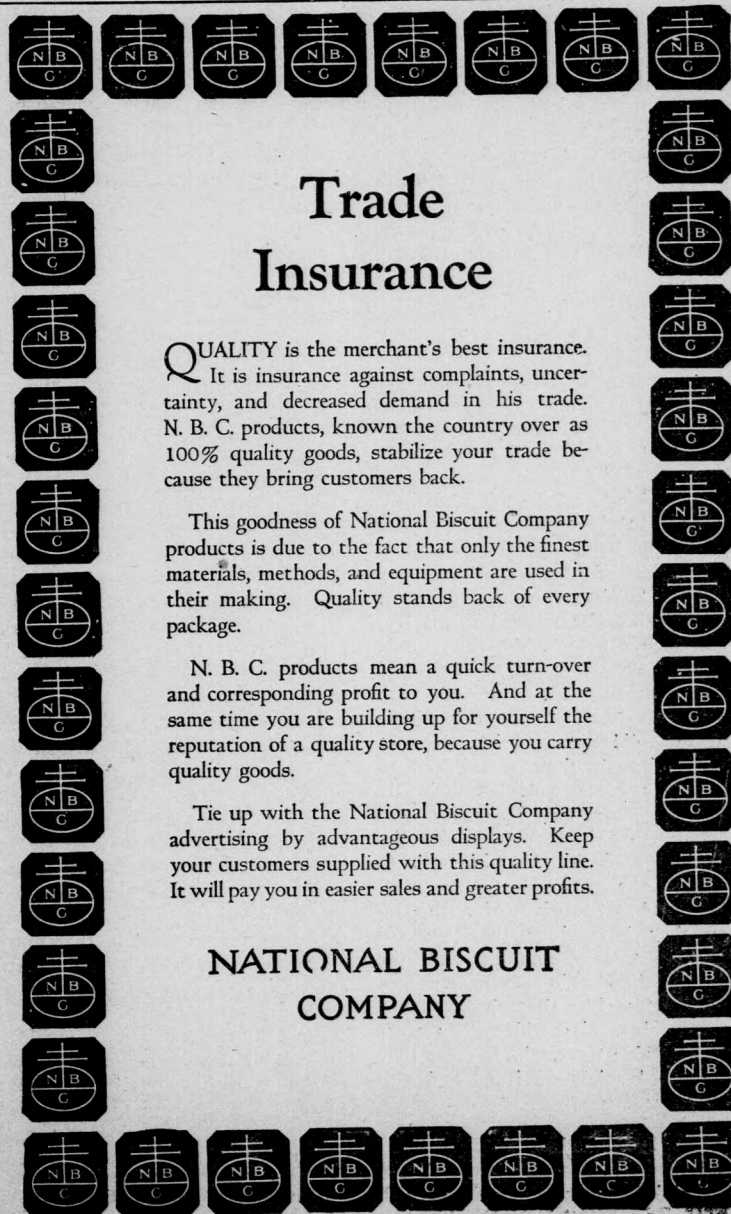 Trade
Insurance
QUALITY is the merchant's best insurance.
It is insurance against complaints, uncer-
tainty, and decreased demand in his trade.
N. B. C. products, known the country over as
100% quality goods, stabilize your trade be-
cause they bring customers back.
This goodness of National Biscuit Company
products is due to the fact that only the finest
materials, methods, and equipment are used in
their making. Quality stands back of every
package.
N. B. C. products mean a quick turn-over
and corresponding profit to you. And at the
same time you are building up for yourself the
reputation of a quality store, because you carry
quality goods.
Tie up with the National Biscuit Company
advertising by advantageous displays. Keep
your customers supplied with this quality line.
It will pay you in easier sales and greater profits.
NATIONAL BISCUIT
COMPANY